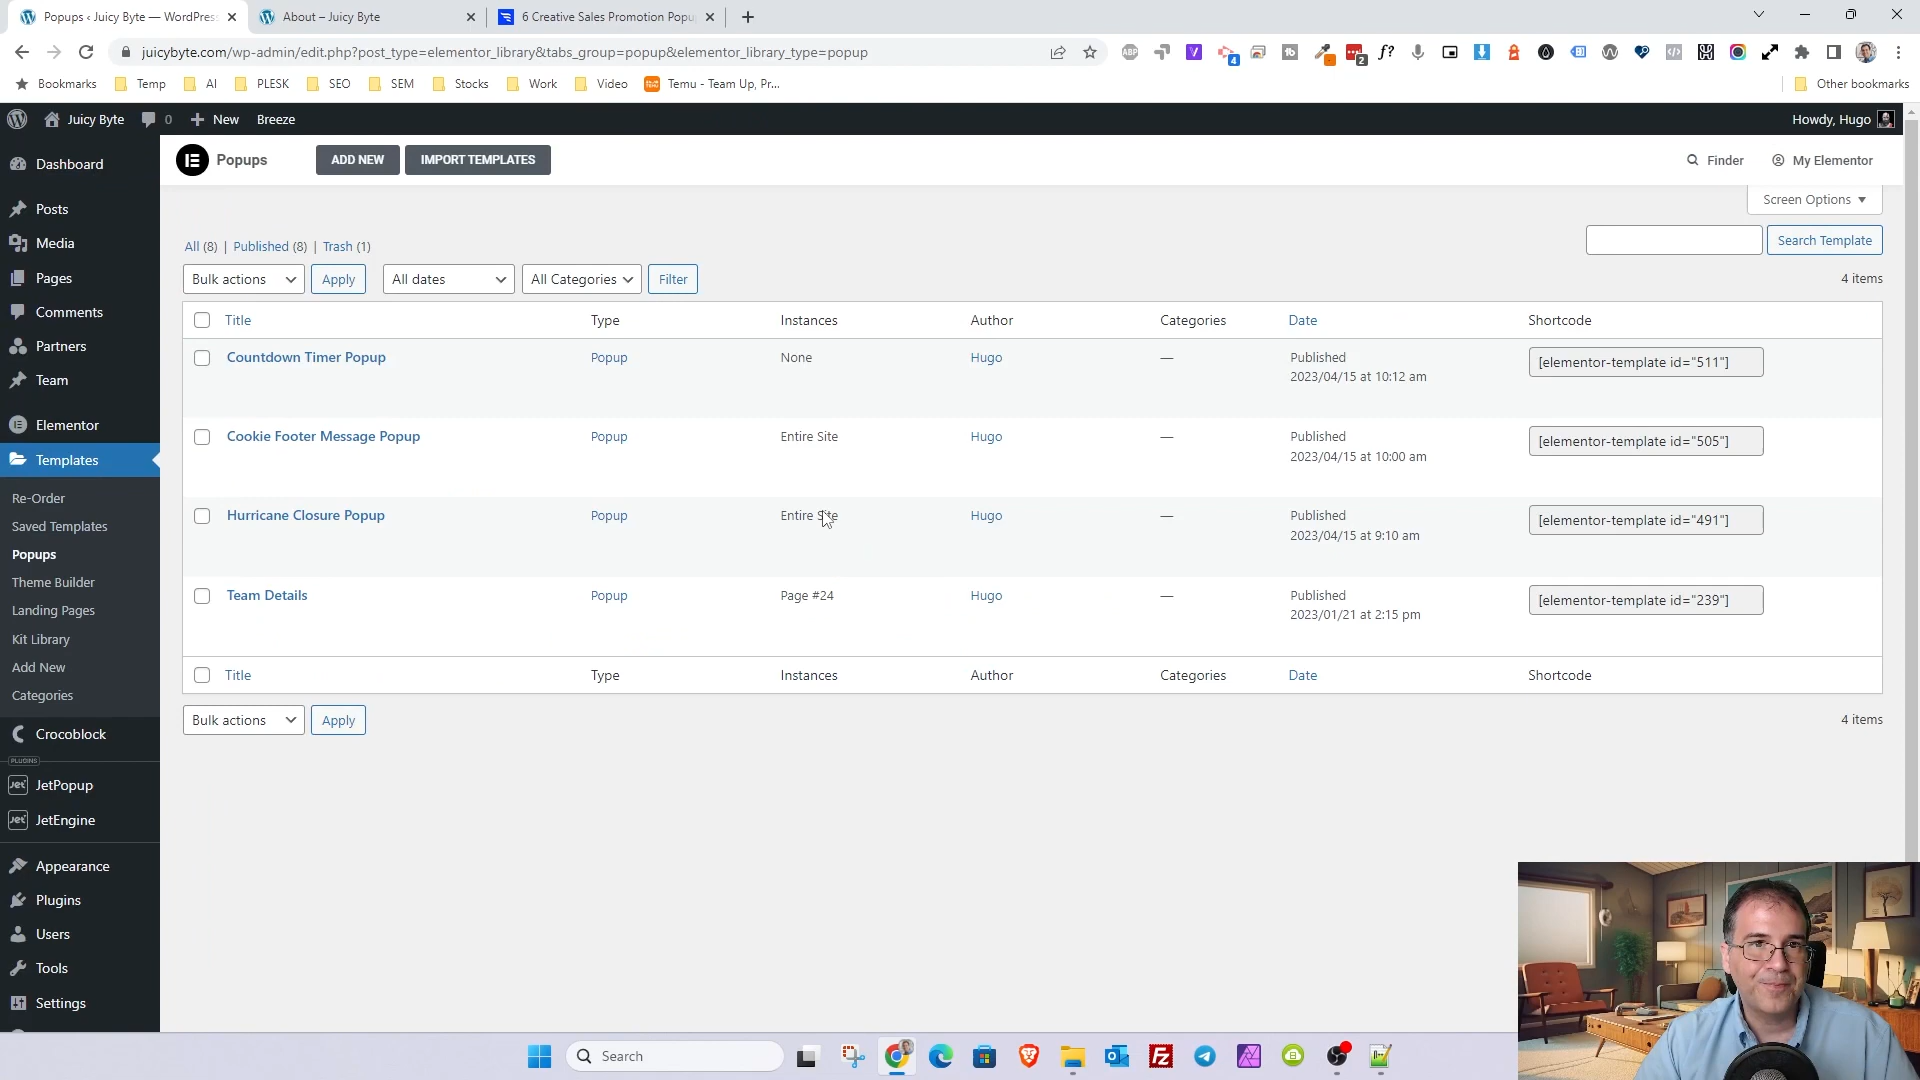 Popups ‹ Juicy Byte — WordPress
About – Juicy Byte
6 Creative Sales Promotion Popu
juicybyte.com/wp-admin/edit.php?post_type=elementor_library&tabs_group=popup&elementor_library_type=popup
Bookmarks
Temp
AI
PLESK
SEO
SEM
Stocks
Work
Video
Temu - Team Up, Pr...
Other bookmarks
Juicy Byte
0
New
Breeze
Howdy, Hugo
Dashboard
Posts
Media
Pages
Comments
Partners
Team
Elementor
Templates
Re-Order
Saved Templates
Popups
Theme Builder
Landing Pages
Kit Library
Add New
Categories
Crocoblock
PLUGINS
JetPopup
JetEngine
Appearance
Plugins
Users
Tools
Settings
Popups
ADD NEW
IMPORT TEMPLATES
Finder
My Elementor
Screen Options
All (8) | Published (8) | Trash (1)
Search Template
Bulk actions
Apply
All dates
All Categories
Filter
4 items
Title Type Instances Author Categories Date Shortcode
Countdown Timer Popup Popup None Hugo — Published [elementor-template id="511"]
2023/04/15 at 10:12 am
Cookie Footer Message Popup Popup Entire Site Hugo — Published [elementor-template id="505"]
2023/04/15 at 10:00 am
Hurricane Closure Popup Popup Entire Site Hugo — Published [elementor-template id="491"]
2023/04/15 at 9:10 am
Team Details Popup Page #24 Hugo — Published [elementor-template id="239"]
2023/01/21 at 2:15 pm
Title Type Instances Author Categories Date Shortcode
Bulk actions
Apply
4 items
Search